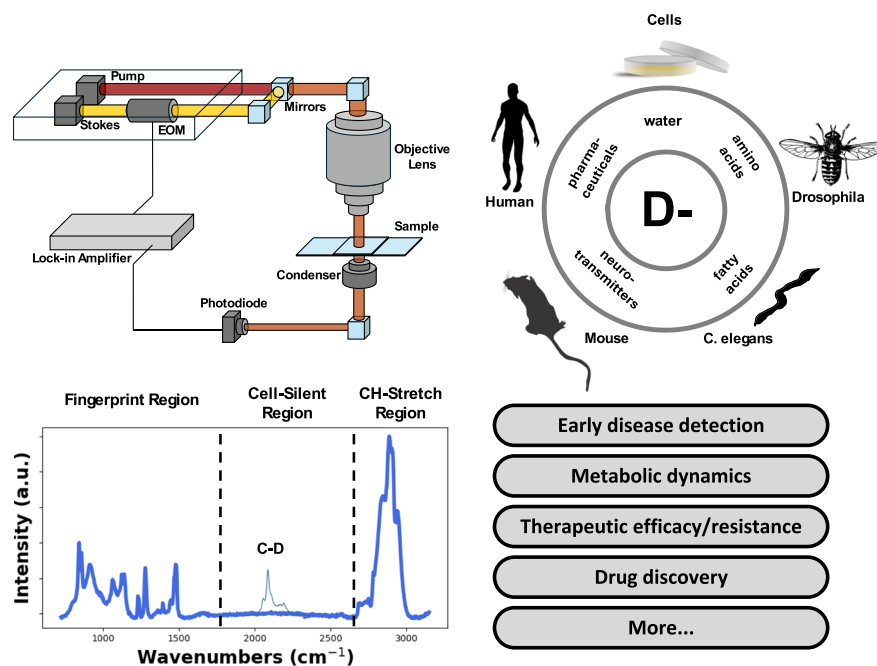 Pump
Stokes
EOM
Mirrors
Objective
Lens
Lock-in Amplifier
Sample
Condenser
Photodiode
Cells
Human
Drosophila
Mouse
C. elegans
water
amino
acids
pharma-
ceuticals
D-
neuro-
transmitters
fatty
acids
Fingerprint Region
Cell-Silent
Region
CH-Stretch
Region
Intensity (a.u.)
C-D
1000 1500 2000 2500 3000
Wavenumbers (cm⁻¹)
Early disease detection
Metabolic dynamics
Therapeutic efficacy/resistance
Drug discovery
More...